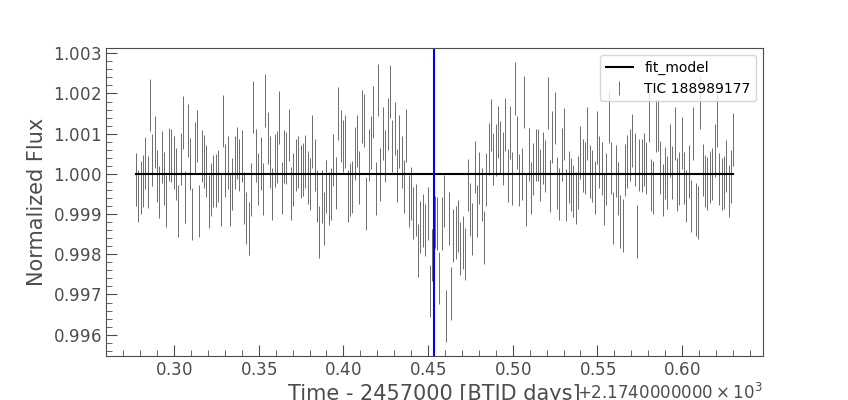 1.003
1.002
1.001
1.000
0.999
0.998
0.997
0.996
Normalized Flux
fit_model
TIC 188989177
0.30 0.35 0.40 0.45 0.50 0.55 0.60
Time - 2457000 [BTJD days]
+2.1740000000 × 10³